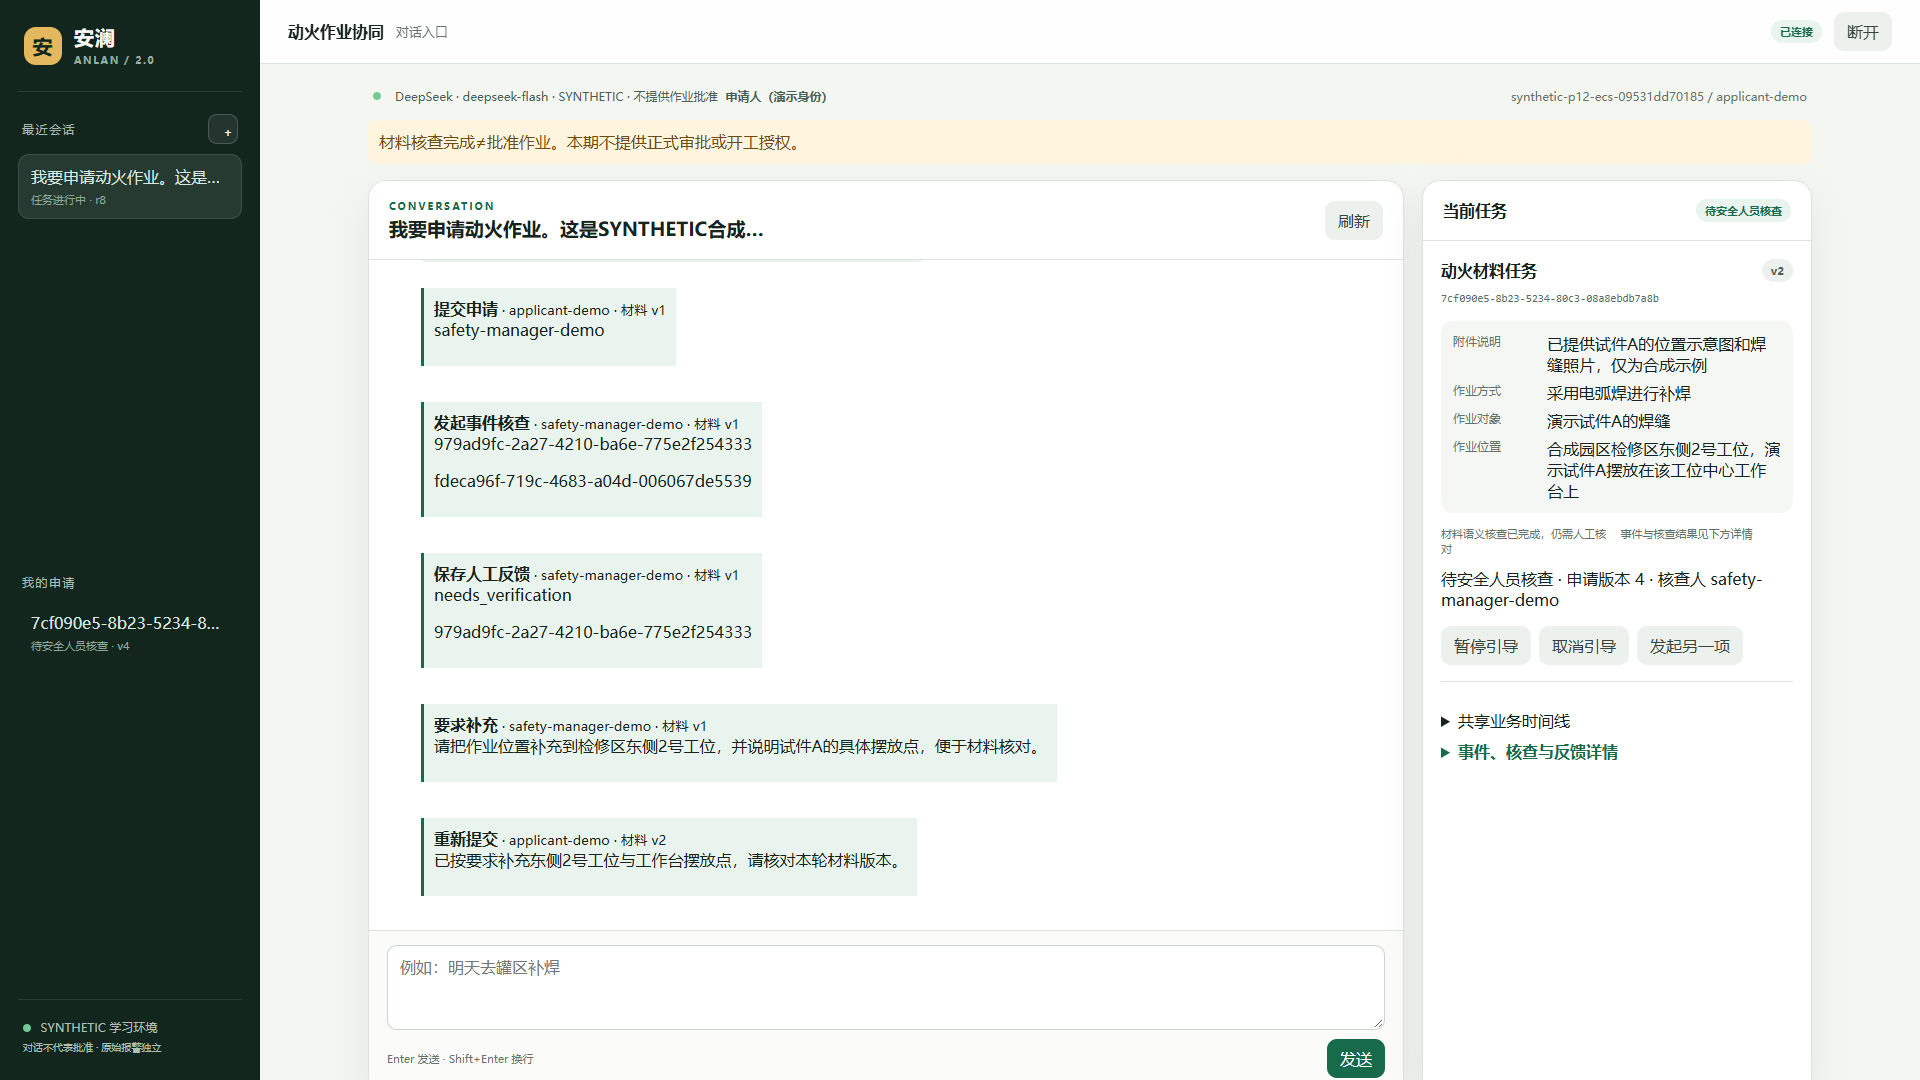 安
安澜
ANLAN / 2.0
最近会话
+
我要申请动火作业。这是...
任务进行中 · r8
我的申请
7cf090e5-8b23-5234-8...
待安全人员核查 · v4
SYNTHETIC 学习环境
对话不代表批准 · 原始报警独立
动火作业协同 对话入口
已连接
断开
DeepSeek · deepseek-flash · SYNTHETIC · 不提供作业批准 申请人（演示身份）
synthetic-p12-ecs-09531dd70185 / applicant-demo
材料核查完成≠批准作业。本期不提供正式审批或开工授权。
CONVERSATION
我要申请动火作业。这是SYNTHETIC合成...
刷新
提交申请 · applicant-demo · 材料 v1
safety-manager-demo
发起事件核查 · safety-manager-demo · 材料 v1
979ad9fc-2a27-4210-ba6e-775e2f254333
fdeca96f-719c-4683-a04d-006067de5539
保存人工反馈 · safety-manager-demo · 材料 v1
needs_verification
979ad9fc-2a27-4210-ba6e-775e2f254333
要求补充 · safety-manager-demo · 材料 v1
请把作业位置补充到检修区东侧2号工位，并说明试件A的具体摆放点，便于材料核对。
重新提交 · applicant-demo · 材料 v2
已按要求补充东侧2号工位与工作台摆放点，请核对本轮材料版本。
例如：明天去罐区补焊
Enter 发送 · Shift+Enter 换行
发送
当前任务
待安全人员核查
动火材料任务
v2
7cf090e5-8b23-5234-80c3-08a8ebdb7a8b
附件说明
已提供试件A的位置示意图和焊
缝照片，仅为合成示例
作业方式
采用电弧焊进行补焊
作业对象
演示试件A的焊缝
作业位置
合成园区检修区东侧2号工位，演
示试件A摆放在该工位中心工作
台上
材料语义核查已完成，仍需人工核
对
事件与核查结果见下方详情
待安全人员核查 · 申请版本 4 · 核查人 safety-
manager-demo
暂停引导
取消引导
发起另一项
共享业务时间线
事件、核查与反馈详情